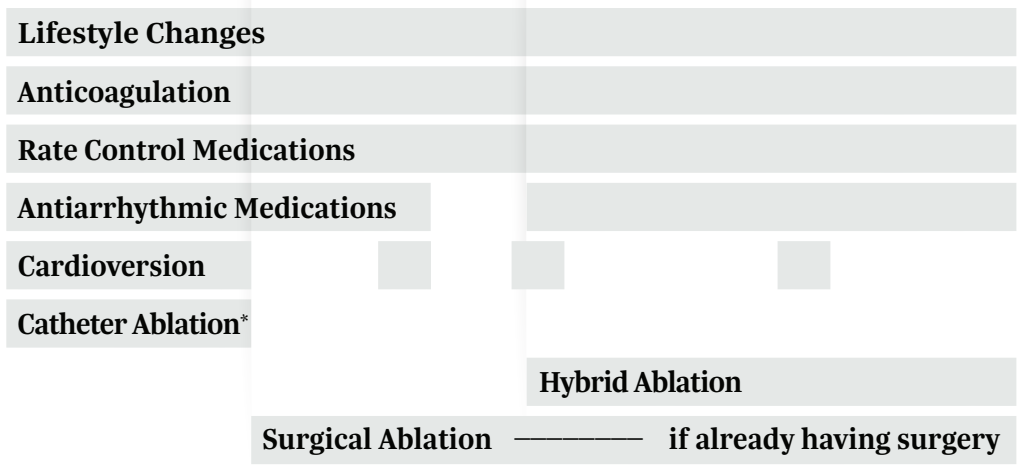 Lifestyle Changes
Anticoagulation
Rate Control Medications
Antiarrhythmic Medications
Cardioversion
Catheter Ablation*
Hybrid Ablation
Surgical Ablation ———————— if already having surgery